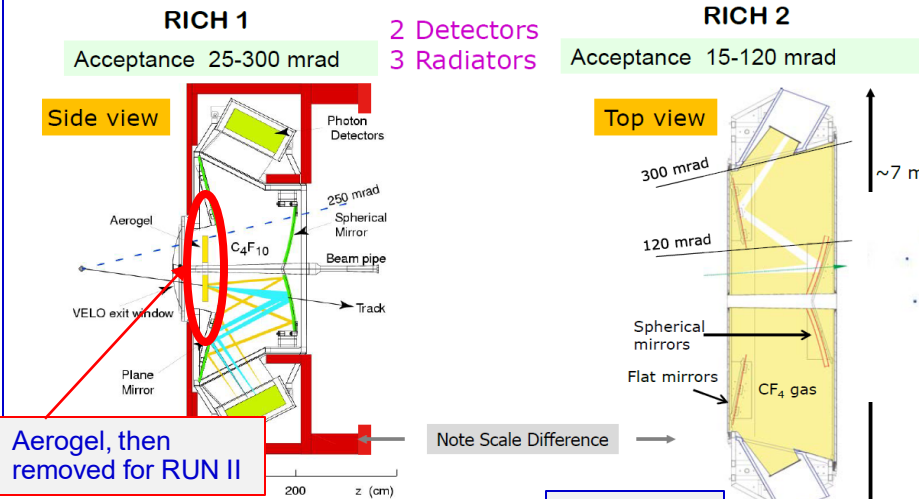 RICH 1
Acceptance 25-300 mrad
2 Detectors
3 Radiators
RICH 2
Acceptance 15-120 mrad
Side view
Photon
Detectors
250 mrad
Aerogel
C₄F₁₀
Spherical
Mirror
Beam pipe
VELO exit window
Track
Plane
Mirror
Aerogel, then
removed for RUN II
200
z (cm)
Note Scale Difference
Top view
300 mrad
~7 m
120 mrad
Spherical
mirrors
Flat mirrors
CF₄ gas